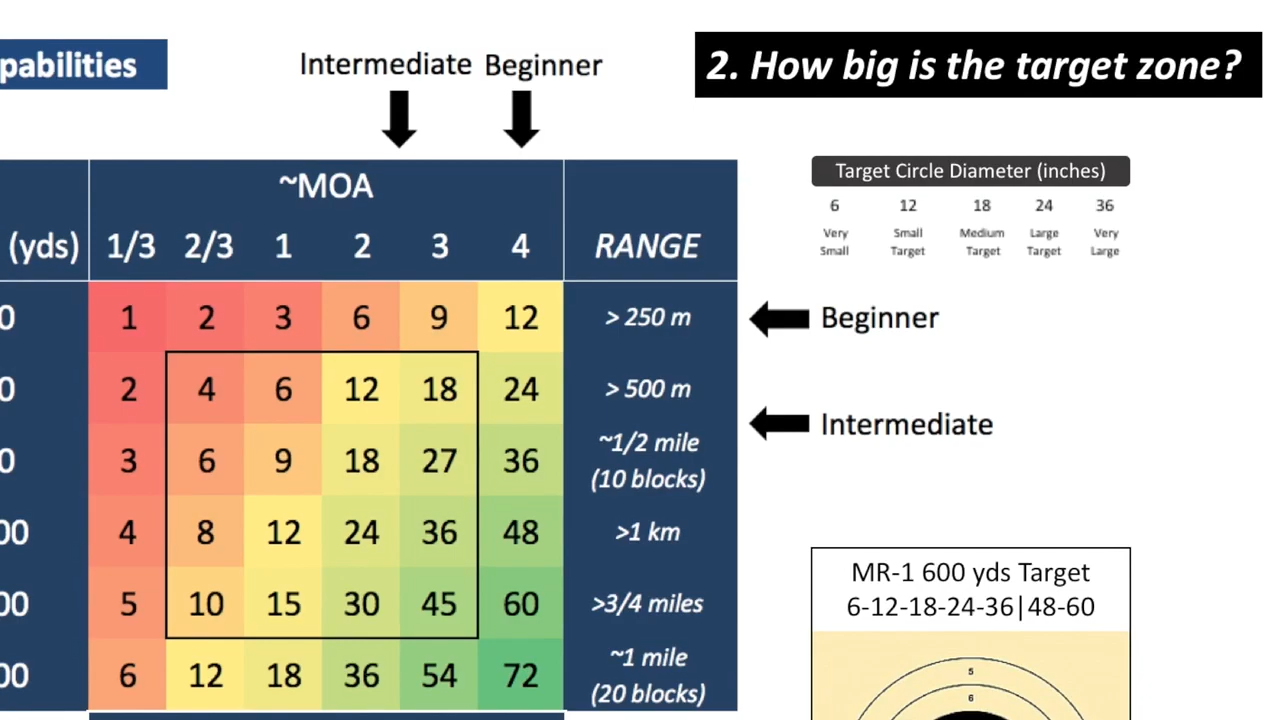 pabilities
Intermediate Beginner
2. How big is the target zone?
~MOA
(yds) 1/3 2/3 1 2 3 4 RANGE
0 1 2 3 6 9 12 > 250 m
0 2 4 6 12 18 24 > 500 m
0 3 6 9 18 27 36 ~1/2 mile
(10 blocks)
00 4 8 12 24 36 48 >1 km
00 5 10 15 30 45 60 >3/4 miles
00 6 12 18 36 54 72 ~1 mile
(20 blocks)
Target Circle Diameter (inches)
6 12 18 24 36
Very Small Medium Large Very
Small Target Target Target Large
Beginner
Intermediate
MR-1 600 yds Target
6-12-18-24-36|48-60
5
6